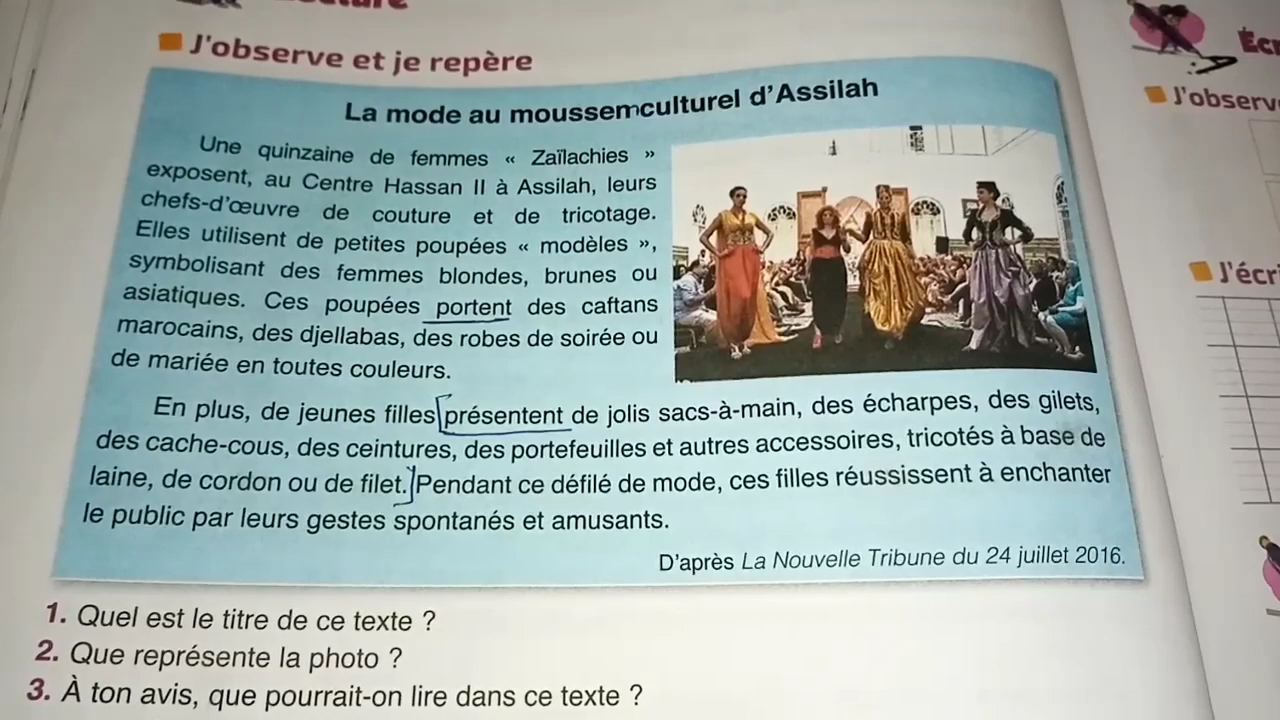 J'observe et je repère
La mode au moussem culturel d'Assilah
Une quinzaine de femmes « Zaïlachies »
exposent, au Centre Hassan II à Assilah, leurs
chefs-d'œuvre de couture et de tricotage.
Elles utilisent de petites poupées « modèles »,
symbolisant des femmes blondes, brunes ou
asiatiques. Ces poupées portent des caftans
marocains, des djellabas, des robes de soirée ou
de mariée en toutes couleurs.
En plus, de jeunes filles présentent de jolis sacs-à-main, des écharpes, des gilets,
des cache-cous, des ceintures, des portefeuilles et autres accessoires, tricotés à base de
laine, de cordon ou de filet. Pendant ce défilé de mode, ces filles réussissent à enchanter
le public par leurs gestes spontanés et amusants.
D'après La Nouvelle Tribune du 24 juillet 2016.
1. Quel est le titre de ce texte ?
2. Que représente la photo ?
3. À ton avis, que pourrait-on lire dans ce texte ?
J'observ
J'écri